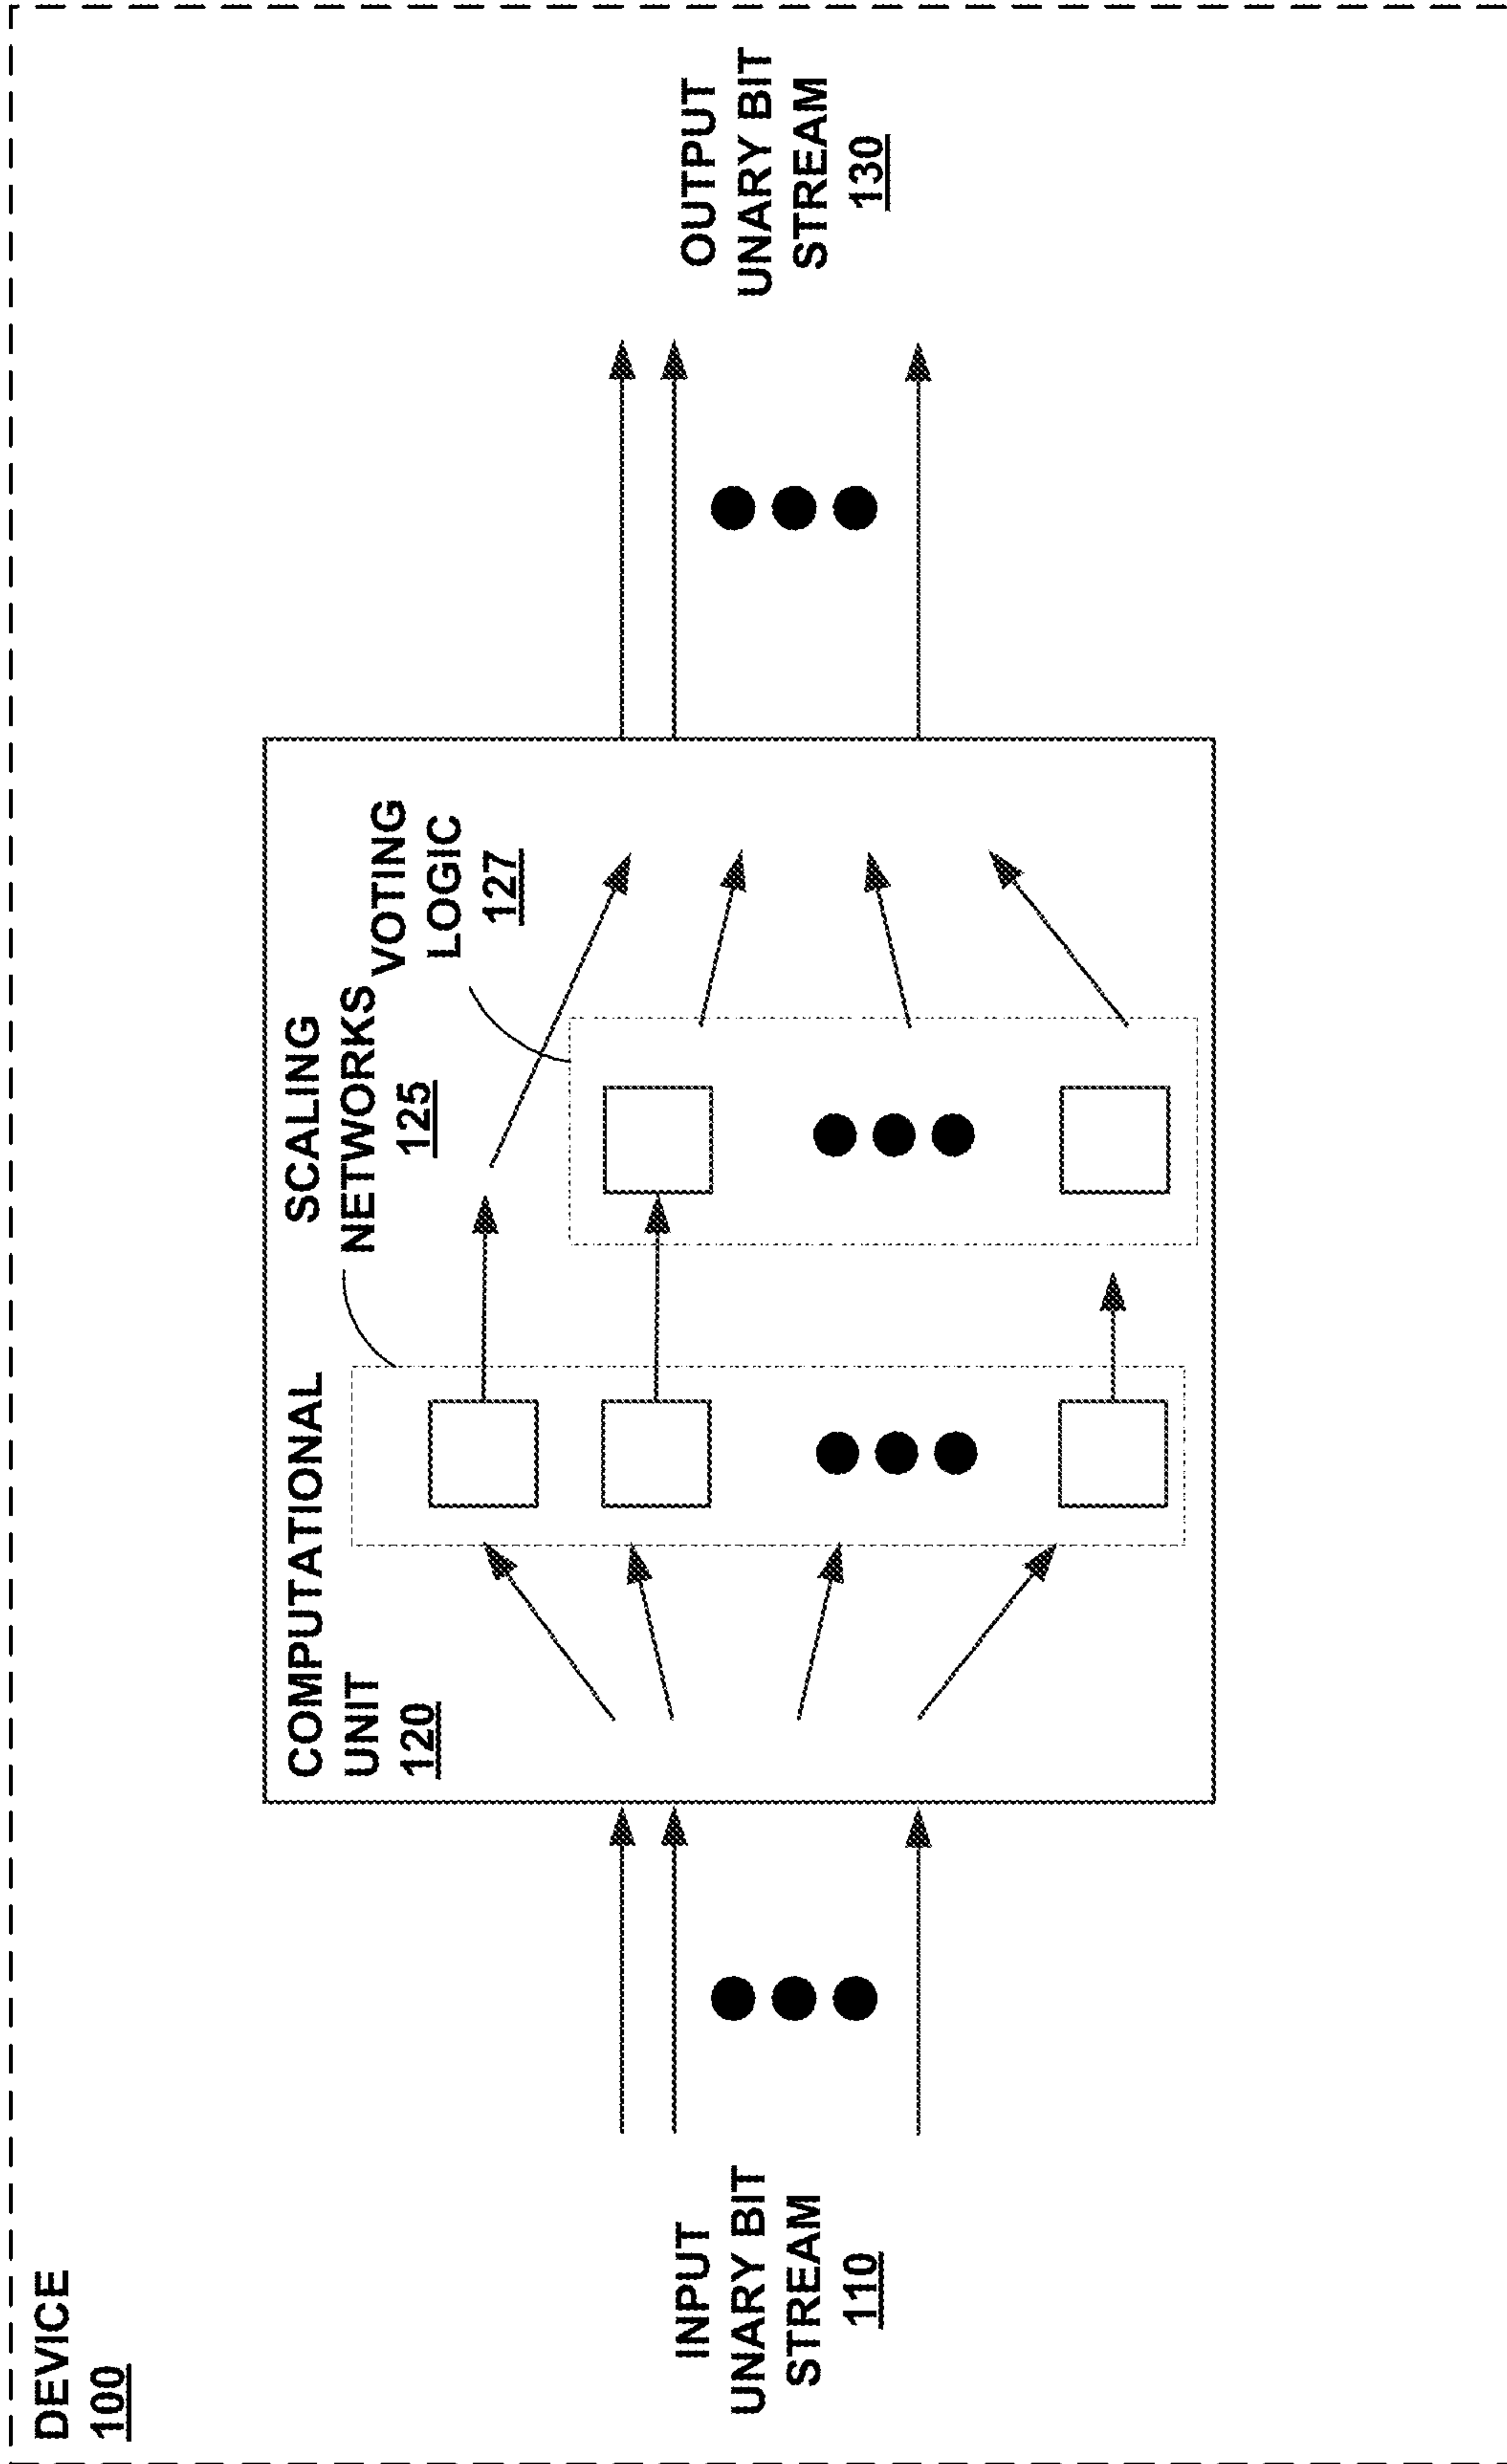 DEVICE
100
INPUT
UNARY BIT
STREAM
110
COMPUTATIONAL
UNIT
120
SCALING
NETWORKS
125
VOTING
LOGIC
127
OUTPUT
UNARY BIT
STREAM
130